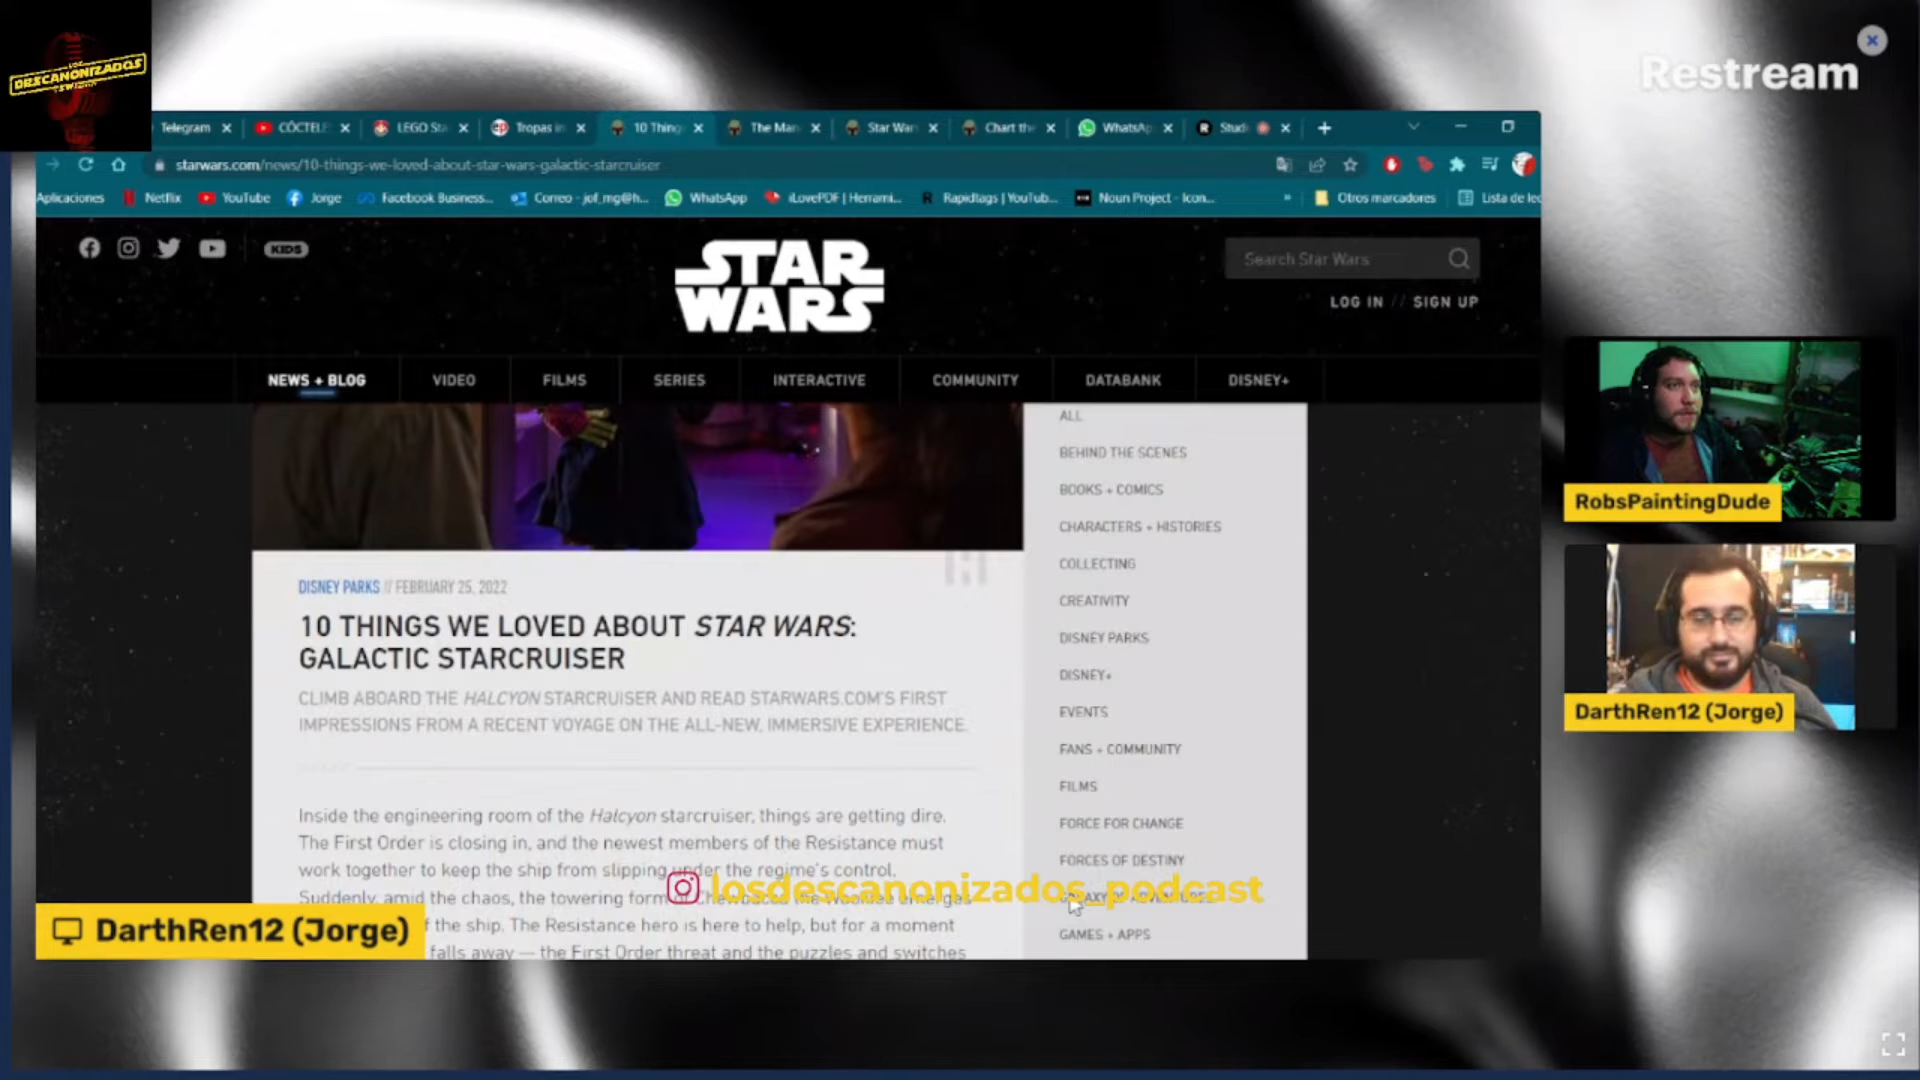 LOS
DESCANONIZADOS
Restream
Telegram
CÓCTELE
LEGO Sta
Tropas im
10 Thing
The Man
Star War
Chart the
WhatsAp
Studi
starwars.com/news/10-things-we-loved-about-star-wars-galactic-starcruiser
Aplicaciones
Netflix
YouTube
Jorge
Facebook Business...
Correo - jof_mg@h...
WhatsApp
iLovePDF | Herrami...
Rapidtags | YouTub...
Noun Project - Icon...
»
Otros marcadores
Lista de lec
KIDS
STAR
WARS
Search Star Wars
LOG IN // SIGN UP
NEWS + BLOG
VIDEO
FILMS
SERIES
INTERACTIVE
COMMUNITY
DATABANK
DISNEY+
DISNEY PARKS // FEBRUARY 25, 2022
10 THINGS WE LOVED ABOUT STAR WARS:
GALACTIC STARCRUISER
CLIMB ABOARD THE HALCYON STARCRUISER AND READ STARWARS.COM'S FIRST
IMPRESSIONS FROM A RECENT VOYAGE ON THE ALL-NEW, IMMERSIVE EXPERIENCE.
Inside the engineering room of the Halcyon starcruiser, things are getting dire.
The First Order is closing in, and the newest members of the Resistance must
work together to keep the ship from slipping under the regime's control.
Suddenly, amid the chaos, the towering form of Chewbacca the Wookiee emerges
of the ship. The Resistance hero is here to help, but for a moment
falls away — the First Order threat and the puzzles and switches
ALL
BEHIND THE SCENES
BOOKS + COMICS
CHARACTERS + HISTORIES
COLLECTING
CREATIVITY
DISNEY PARKS
DISNEY+
EVENTS
FANS + COMMUNITY
FILMS
FORCE FOR CHANGE
FORCES OF DESTINY
GALAXY OF ADVENTURES
GAMES + APPS
losdescanonizados_podcast
RobsPaintingDude
DarthRen12 (Jorge)
DarthRen12 (Jorge)